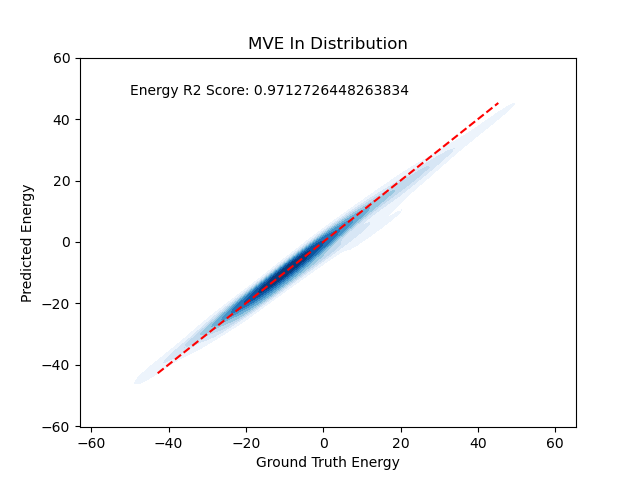 MVE In Distribution
60
Energy R2 Score: 0.9712726448263834
40
20
0
−20
−40
−60
Predicted Energy
−60 −40 −20 0 20 40 60
Ground Truth Energy